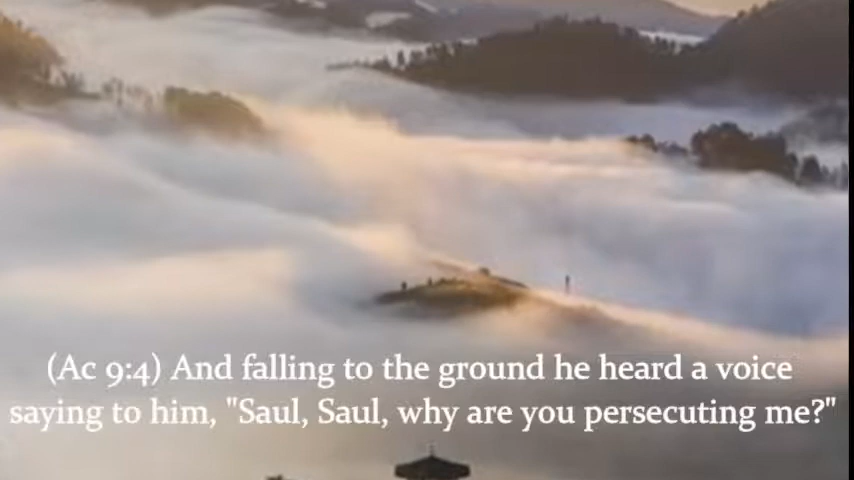 (Ac 9:4) And falling to the ground he heard a voice
saying to him, "Saul, Saul, why are you persecuting me?"